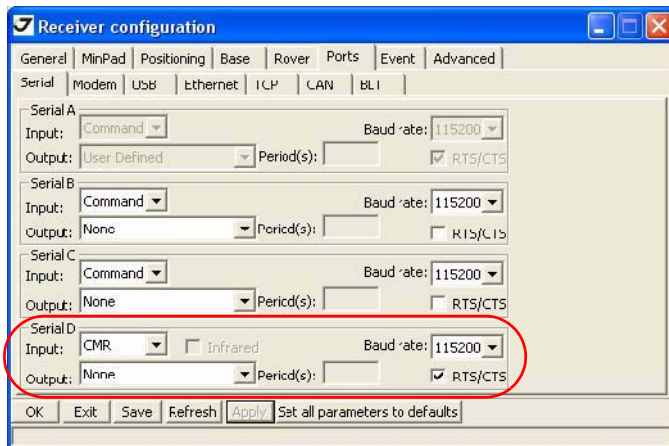 Receiver configuration
General MinPad Positioning Base Rover Ports Event Advanced
Serial Modem USB Ethernet TCP CAN BLT
Serial A
Input: Command Baud rate: 115200
Output: User Defined Period(s): RTS/CTS
Serial B
Input: Command Baud rate: 115200
Output: None Period(s): RTS/CTS
Serial C
Input: Command Baud rate: 115200
Output: None Period(s): RTS/CTS
Serial D
Input: CMR Infrared Baud rate: 115200
Output: None Period(s): RTS/CTS
OK Exit Save Refresh Apply Set all parameters to defaults